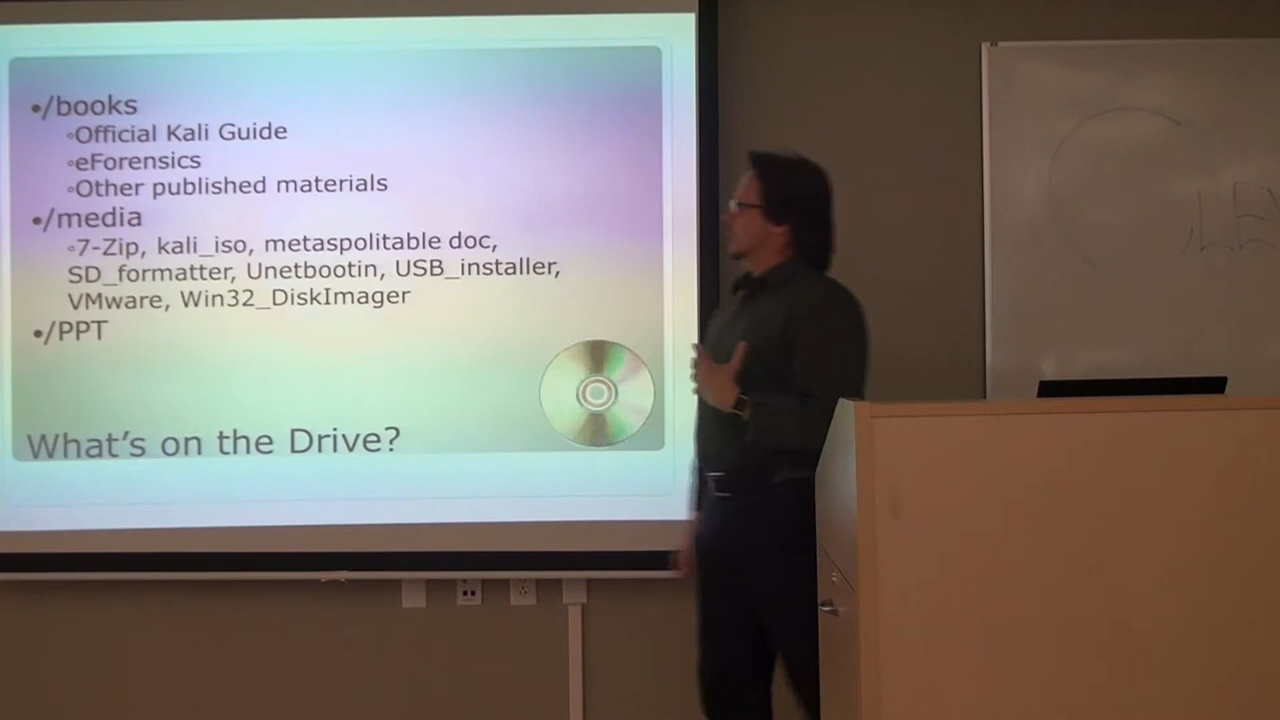 •/books
◦Official Kali Guide
◦eForensics
◦Other published materials
•/media
◦7-Zip, kali_iso, metaspolitable doc,
SD_formatter, Unetbootin, USB_installer,
VMware, Win32_DiskImager
•/PPT
What's on the Drive?